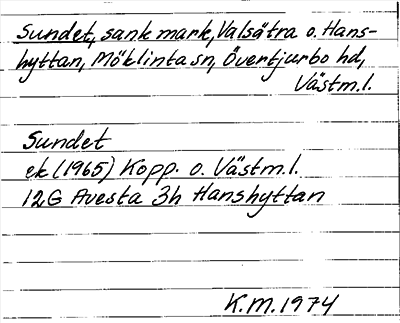 Sundet, sank mark, Valsätra o. Hans-
hyttan, Möklinta sn, Övertjurbo hd,
Västm.l.
Sundet
ek (1965) Kopp. o. Västm.l.
12G Avesta 3h Hanshyttan
K.M. 1974